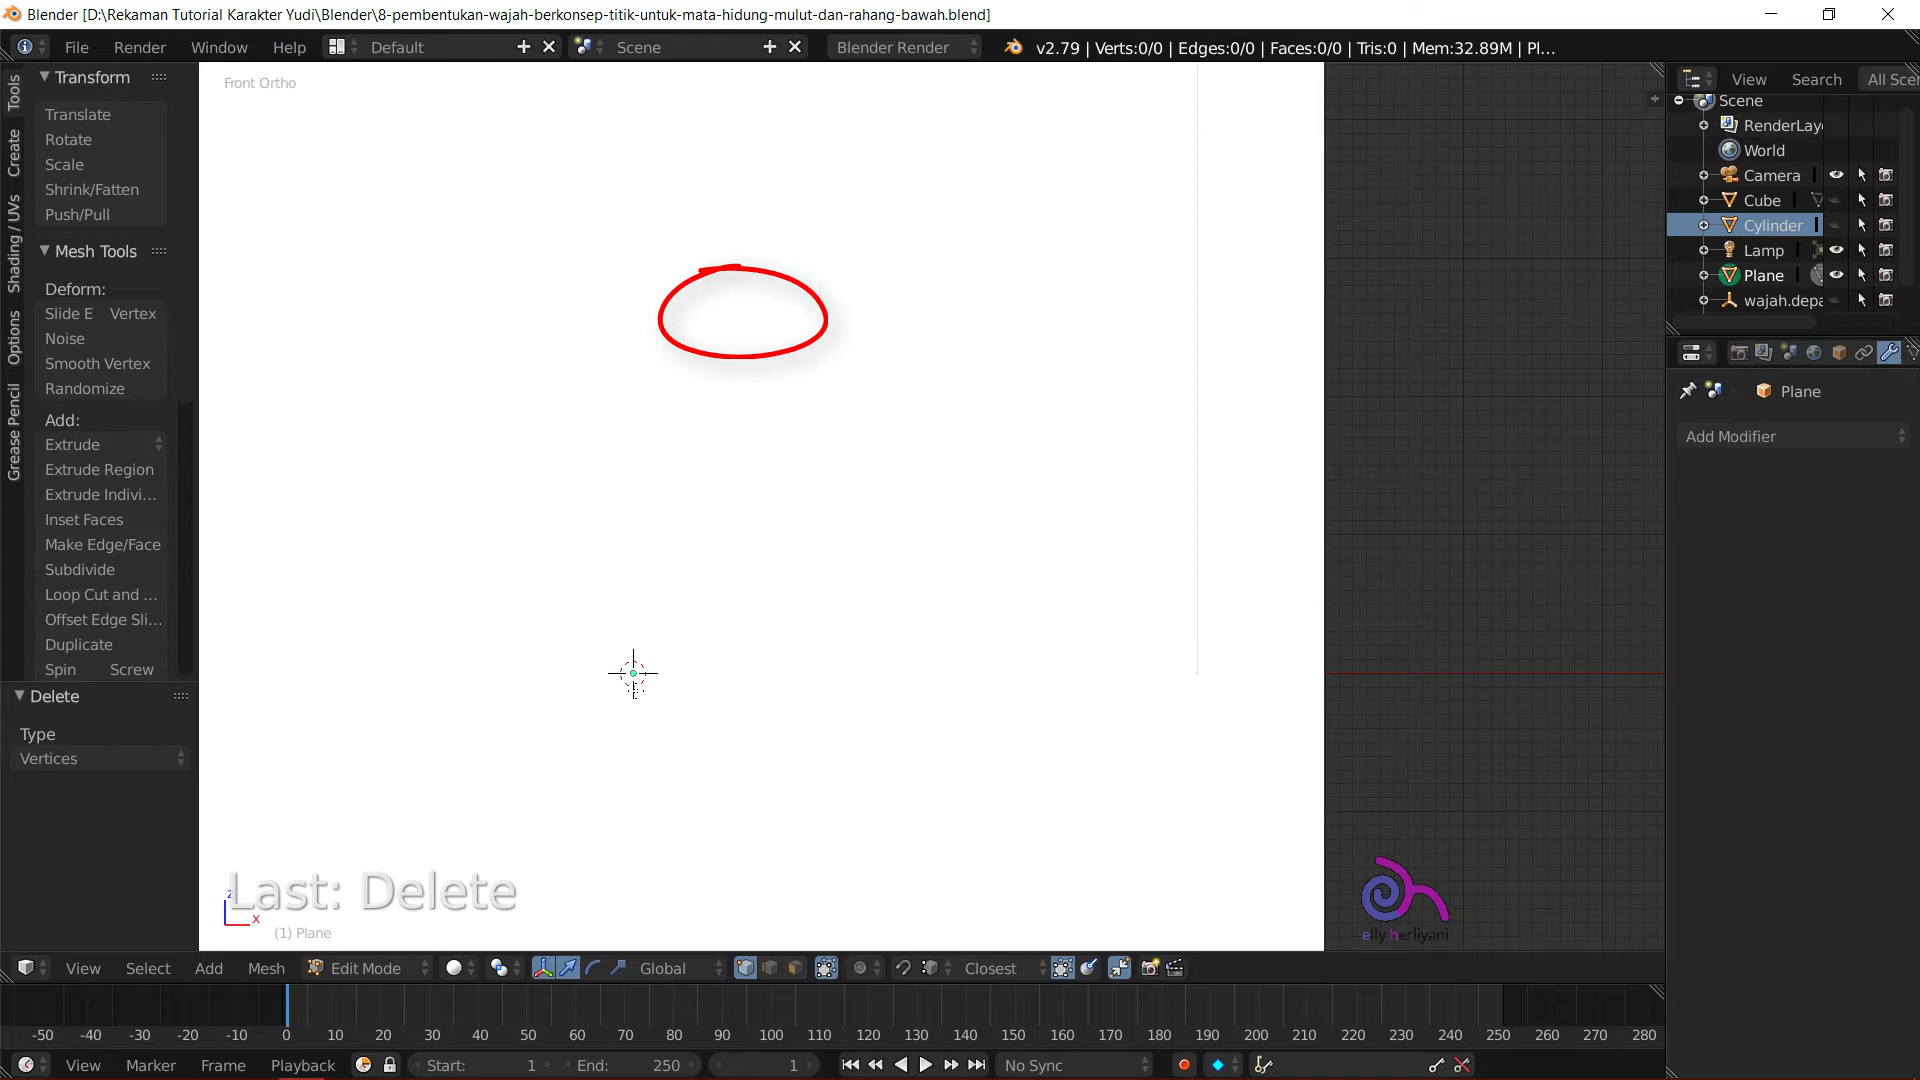 Blender [D:\Rekaman Tutorial Karakter Yudi\Blender\8-pembentukan-wajah-berkonsep-titik-untuk-mata-hidung-mulut-dan-rahang-bawah.blend]
File Render Window Help Default Scene Blender Render v2.79 | Verts:0/0 | Edges:0/0 | Faces:0/0 | Tris:0 | Mem:32.89M | Pl...
Tools
Create
Shading / UVs
Options
Grease Pencil
Transform
Translate
Rotate
Scale
Shrink/Fatten
Push/Pull
Mesh Tools
Deform:
Slide E Vertex
Noise
Smooth Vertex
Randomize
Add:
Extrude
Extrude Region
Extrude Indivi...
Inset Faces
Make Edge/Face
Subdivide
Loop Cut and ...
Offset Edge Sli...
Duplicate
Spin Screw
Delete
Type
Vertices
Front Ortho
Last: Delete
z
x
(1) Plane
elly herliyani
View Search All Scer
Scene
RenderLay
World
Camera
Cube
Cylinder
Lamp
Plane
wajah.depa
Plane
Add Modifier
View Select Add Mesh Edit Mode Global Closest
-50 -40 -30 -20 -10 0 10 20 30 40 50 60 70 80 90 100 110 120 130 140 150 160 170 180 190 200 210 220 230 240 250 260 270 280
View Marker Frame Playback Start: 1 End: 250 1 No Sync